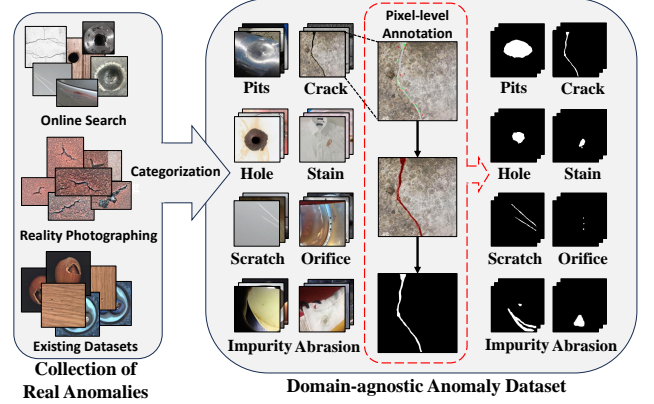 Online Search
Reality Photographing
Existing Datasets
Collection of
Real Anomalies
Categorization
Pits
Crack
Hole
Stain
Scratch
Orifice
Impurity
Abrasion
Pixel-level
Annotation
Pits
Crack
Hole
Stain
Scratch
Orifice
Impurity
Abrasion
Domain-agnostic Anomaly Dataset